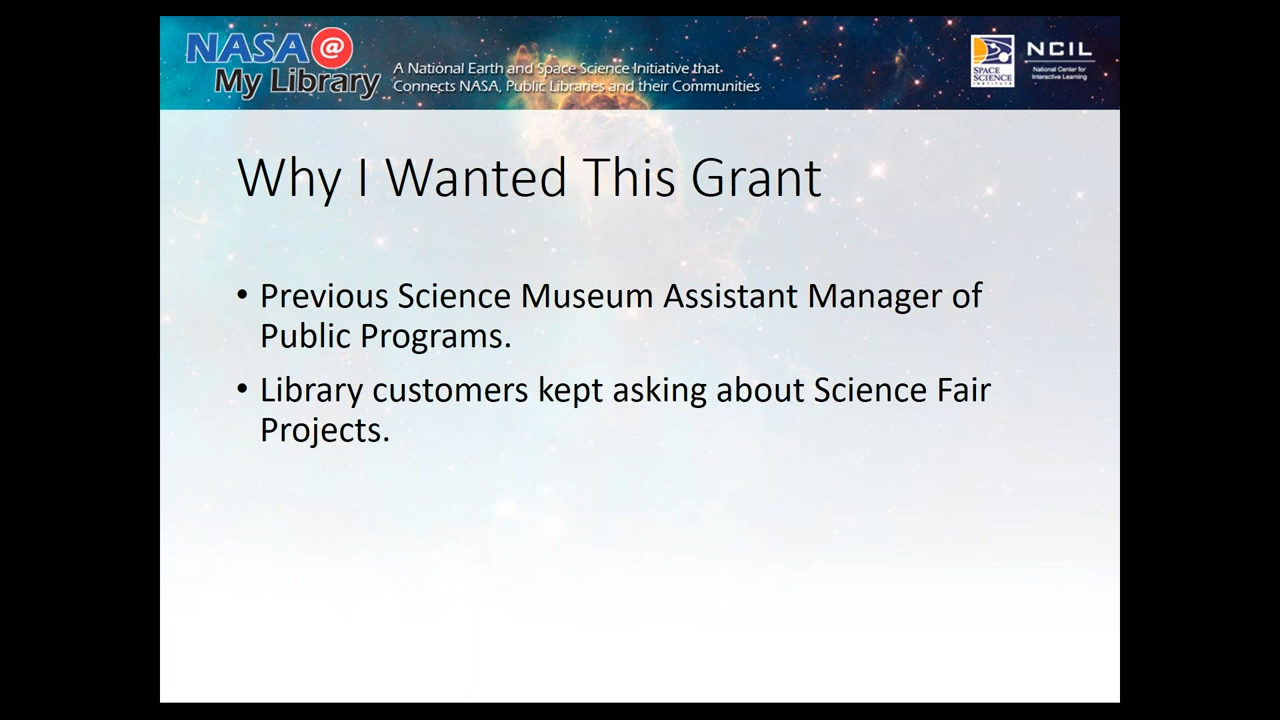 NASA@
My Library
A National Earth and Space Science Initiative that
Connects NASA, Public Libraries and their Communities
SPACE
SCIENCE
INSTITUTE
NCIL
National Center for
Interactive Learning
Why I Wanted This Grant
• Previous Science Museum Assistant Manager of
Public Programs.
• Library customers kept asking about Science Fair
Projects.